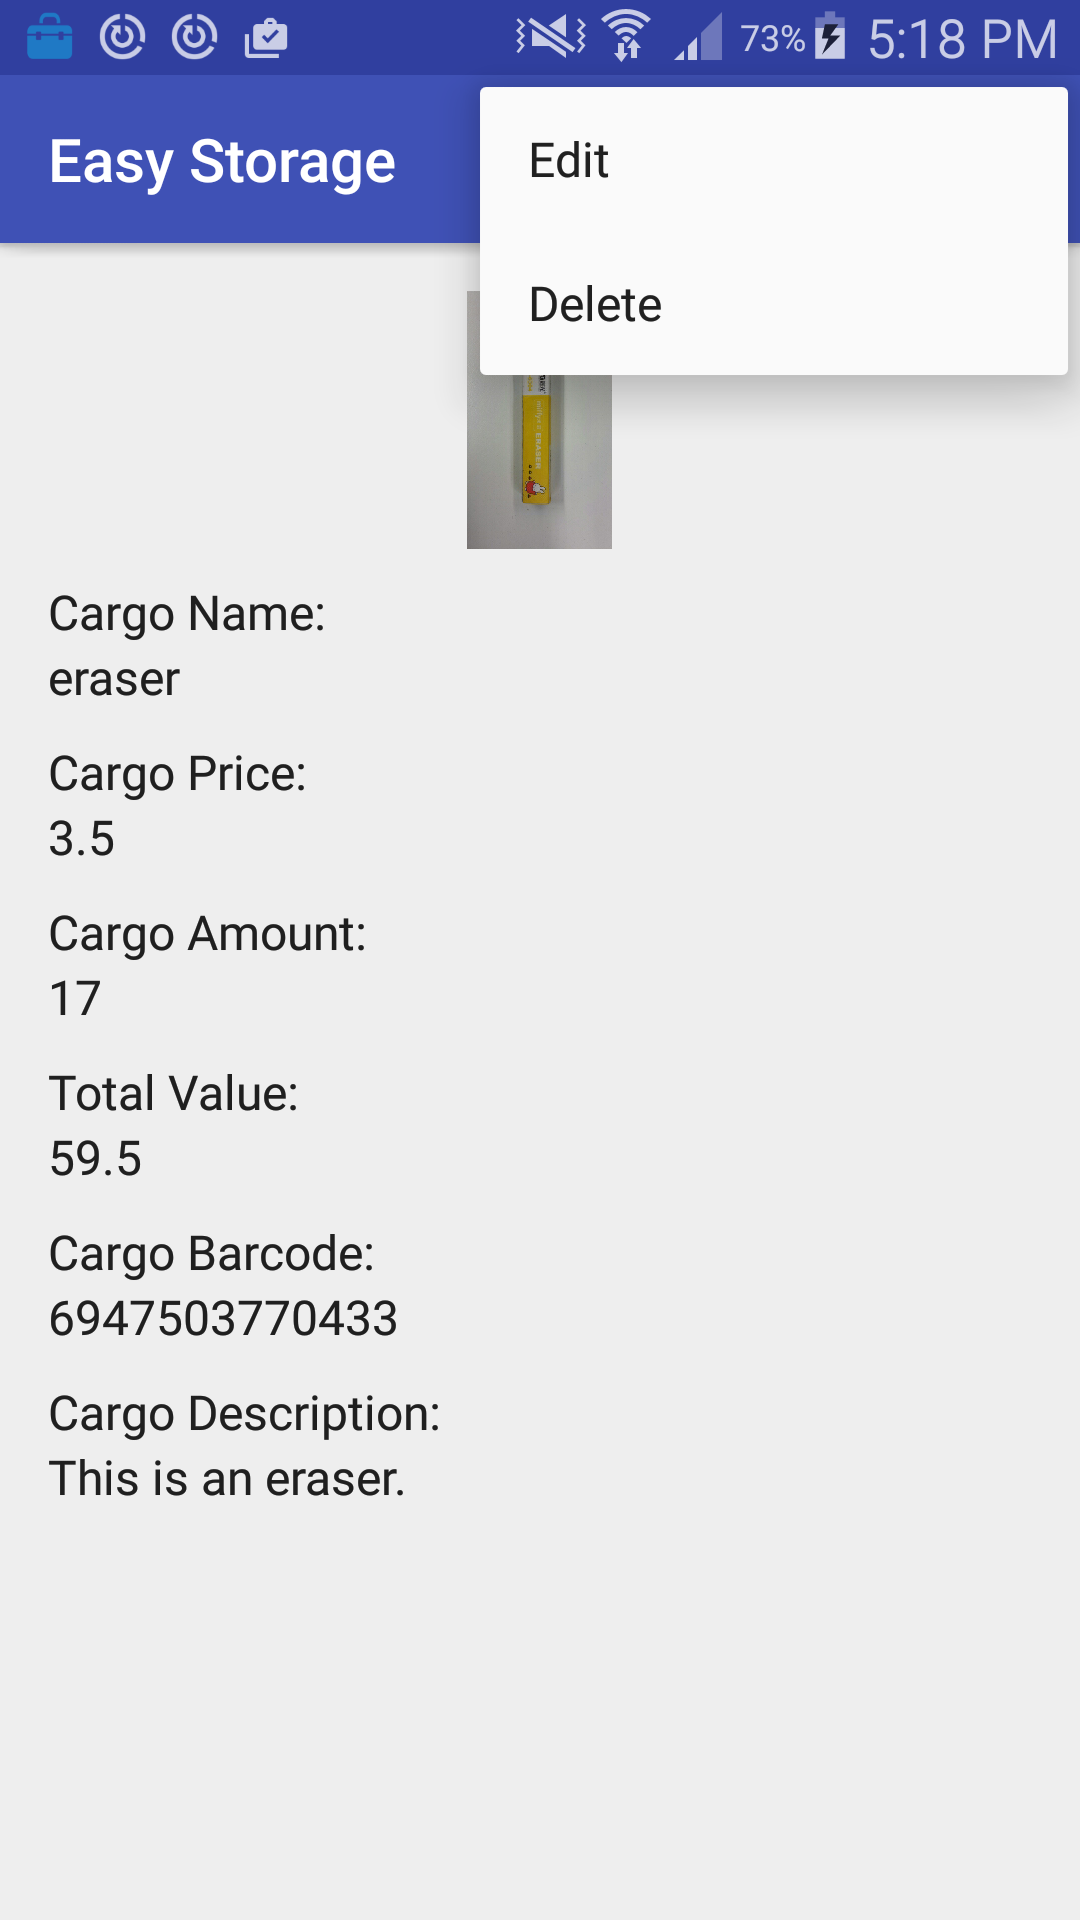 73% 5:18 PM
Easy Storage
Edit
Delete
ERASER
Cargo Name:
eraser
Cargo Price:
3.5
Cargo Amount:
17
Total Value:
59.5
Cargo Barcode:
6947503770433
Cargo Description:
This is an eraser.